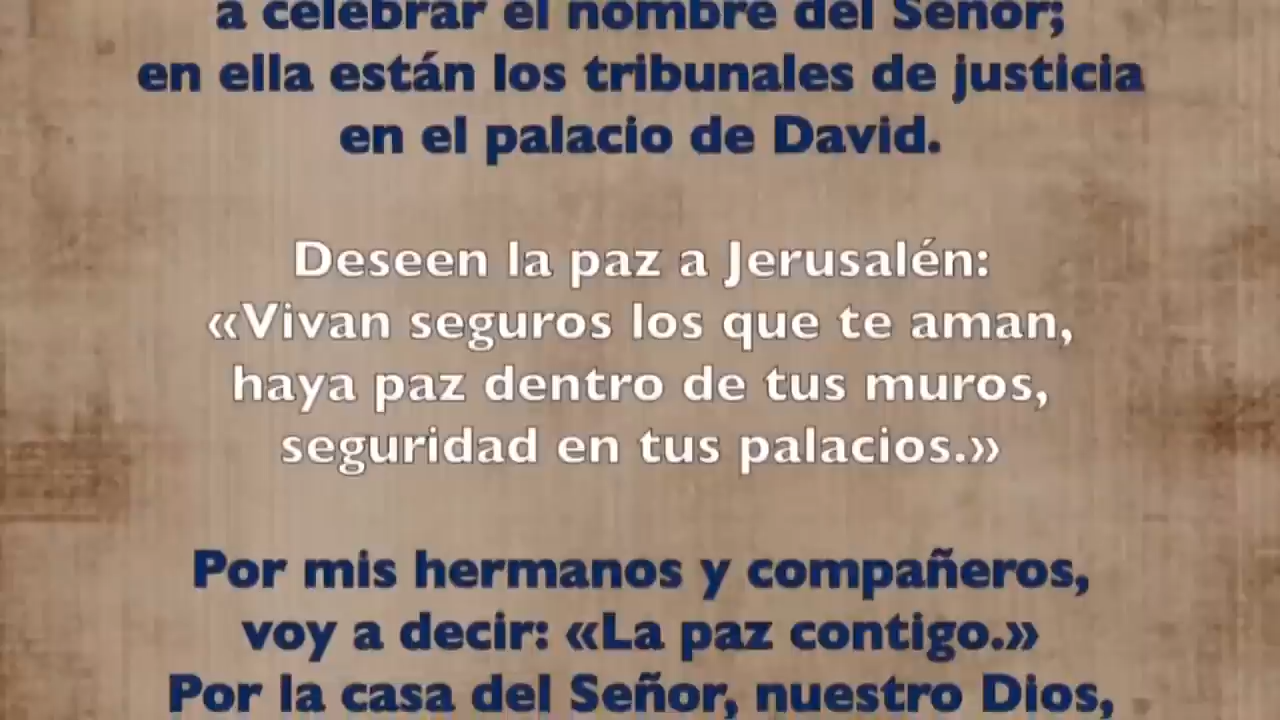 a celebrar el nombre del Señor;
en ella están los tribunales de justicia
en el palacio de David.
Deseen la paz a Jerusalén:
«Vivan seguros los que te aman,
haya paz dentro de tus muros,
seguridad en tus palacios.»
Por mis hermanos y compañeros,
voy a decir: «La paz contigo.»
Por la casa del Señor, nuestro Dios,